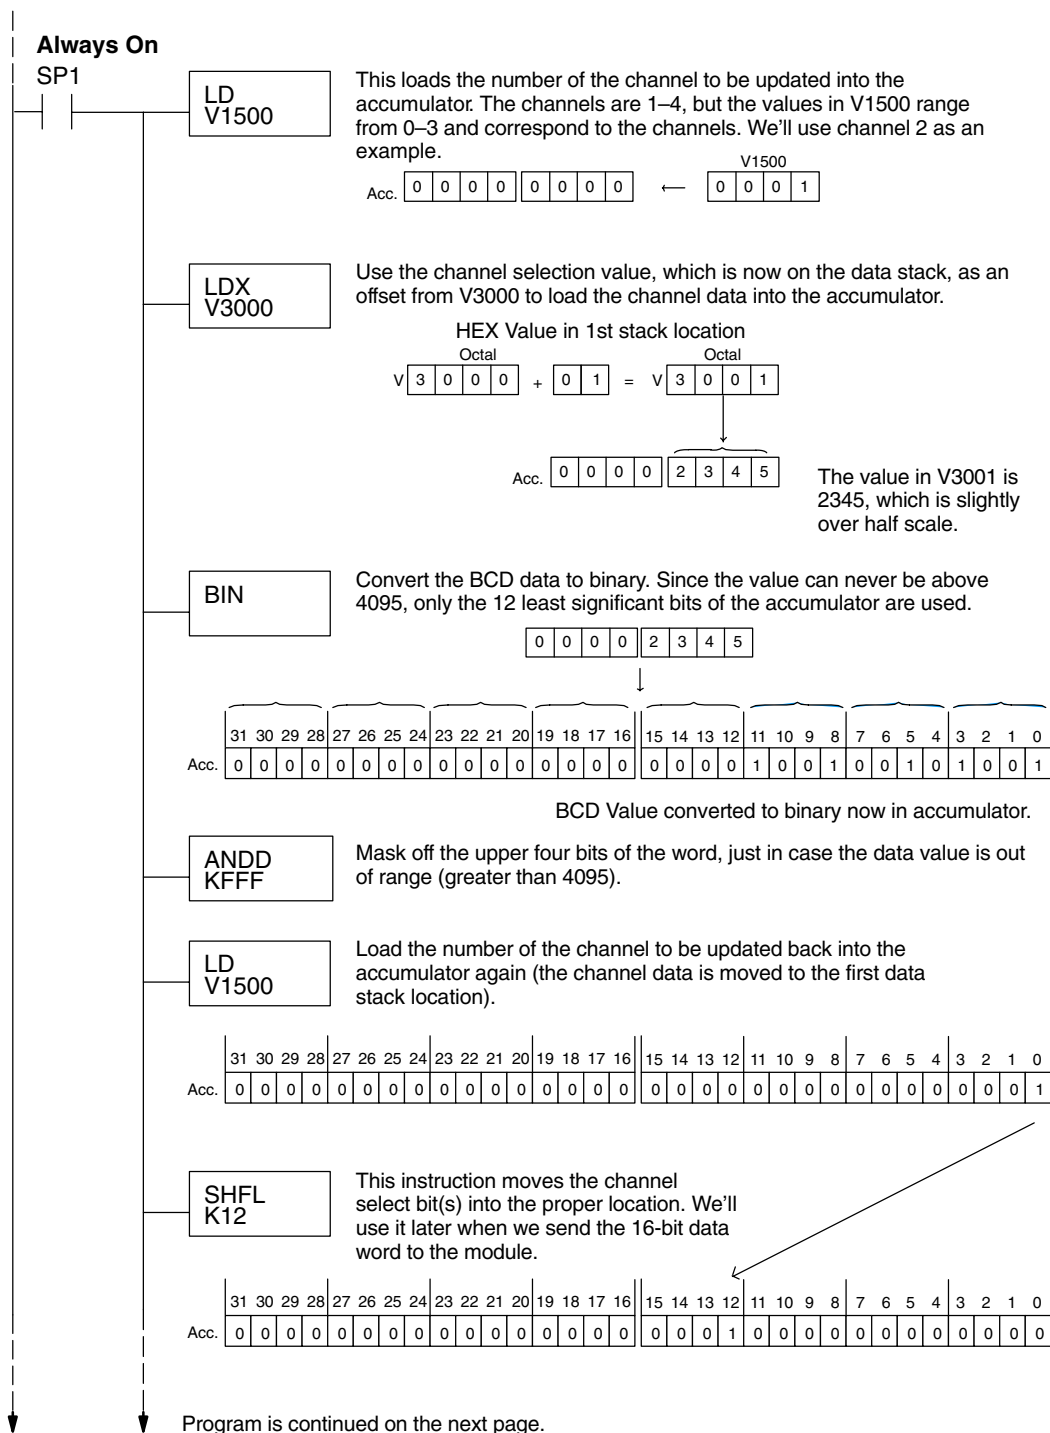 Always On
SP1
LD
V1500
This loads the number of the channel to be updated into the
accumulator. The channels are 1–4, but the values in V1500 range
from 0–3 and correspond to the channels. We'll use channel 2 as an
example.
V1500
Acc. 0 0 0 0 0 0 0 0 ← 0 0 0 1
LDX
V3000
Use the channel selection value, which is now on the data stack, as an
offset from V3000 to load the channel data into the accumulator.
HEX Value in 1st stack location
Octal Octal
V 3 0 0 0 + 0 1 = V 3 0 0 1
Acc. 0 0 0 0 2 3 4 5
The value in V3001 is
2345, which is slightly
over half scale.
BIN
Convert the BCD data to binary. Since the value can never be above
4095, only the 12 least significant bits of the accumulator are used.
0 0 0 0 2 3 4 5
31 30 29 28 27 26 25 24 23 22 21 20 19 18 17 16 15 14 13 12 11 10 9 8 7 6 5 4 3 2 1 0
Acc. 0 0 0 0 0 0 0 0 0 0 0 0 0 0 0 0 0 0 0 0 1 0 0 1 0 0 1 0 1 0 0 1
BCD Value converted to binary now in accumulator.
ANDD
KFFF
Mask off the upper four bits of the word, just in case the data value is out
of range (greater than 4095).
LD
V1500
Load the number of the channel to be updated back into the
accumulator again (the channel data is moved to the first data
stack location).
31 30 29 28 27 26 25 24 23 22 21 20 19 18 17 16 15 14 13 12 11 10 9 8 7 6 5 4 3 2 1 0
Acc. 0 0 0 0 0 0 0 0 0 0 0 0 0 0 0 0 0 0 0 0 0 0 0 0 0 0 0 0 0 0 0 1
SHFL
K12
This instruction moves the channel
select bit(s) into the proper location. We'll
use it later when we send the 16-bit data
word to the module.
31 30 29 28 27 26 25 24 23 22 21 20 19 18 17 16 15 14 13 12 11 10 9 8 7 6 5 4 3 2 1 0
Acc. 0 0 0 0 0 0 0 0 0 0 0 0 0 0 0 0 0 0 0 1 0 0 0 0 0 0 0 0 0 0 0 0
Program is continued on the next page.